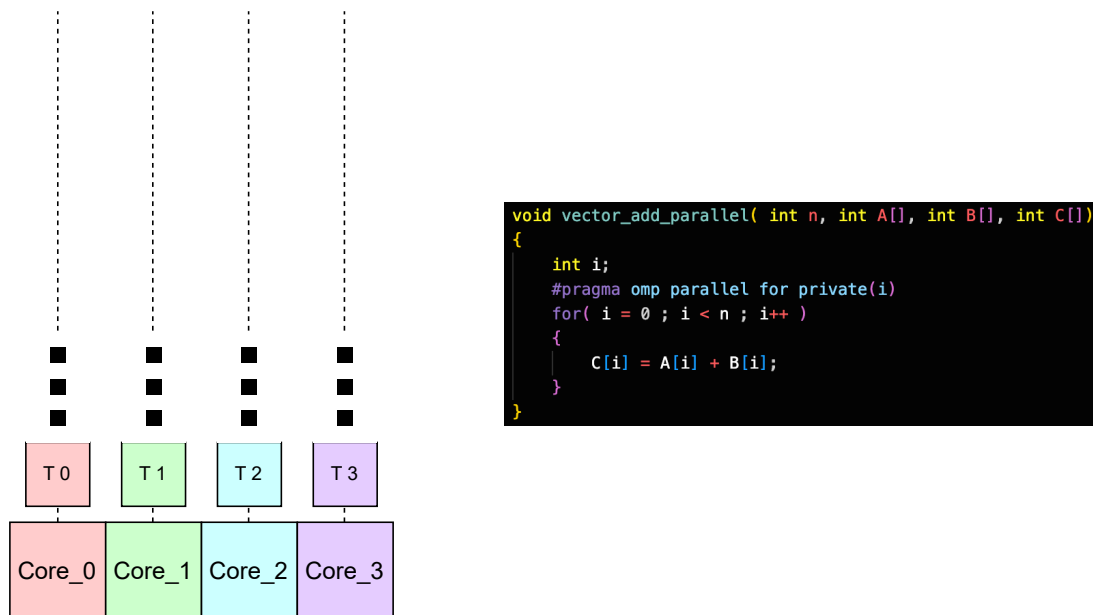 void vector_add_parallel( int n, int A[], int B[], int C[])
{
int i;
#pragma omp parallel for private(i)
for( i = 0 ; i < n ; i++ )
{
C[i] = A[i] + B[i];
}
}
T 0 T 1 T 2 T 3
Core_0 Core_1 Core_2 Core_3